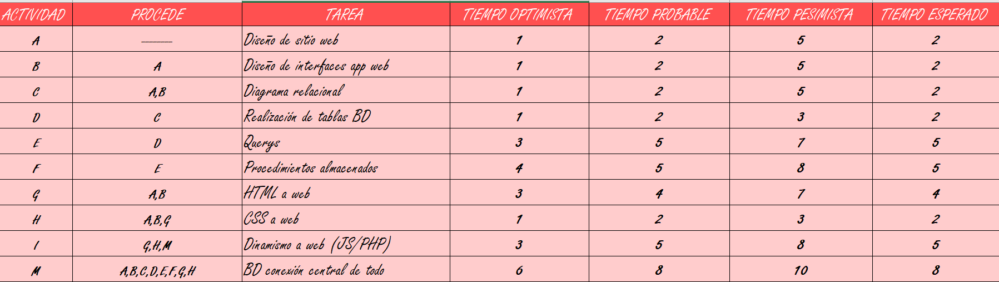 ACTIVIDAD PROCEDE TAREA TIEMPO OPTIMISTA TIEMPO PROBABLE TIEMPO PESIMISTA TIEMPO ESPERADO
A -------- Diseño de sitio web 1 2 5 2
B A Diseño de interfaces app web 1 2 5 2
C A,B Diagrama relacional 1 2 5 2
D C Realización de tablas BD 1 2 3 2
E D Querys 3 5 7 5
F E Procedimientos almacenados 4 5 8 5
G A,B HTML a web 3 4 7 4
H A,B,G CSS a web 1 2 3 2
I G,H,M Dinamismo a web (JS/PHP) 3 5 8 5
M A,B,C,D,E,F,G,H BD conexión central de todo 6 8 10 8